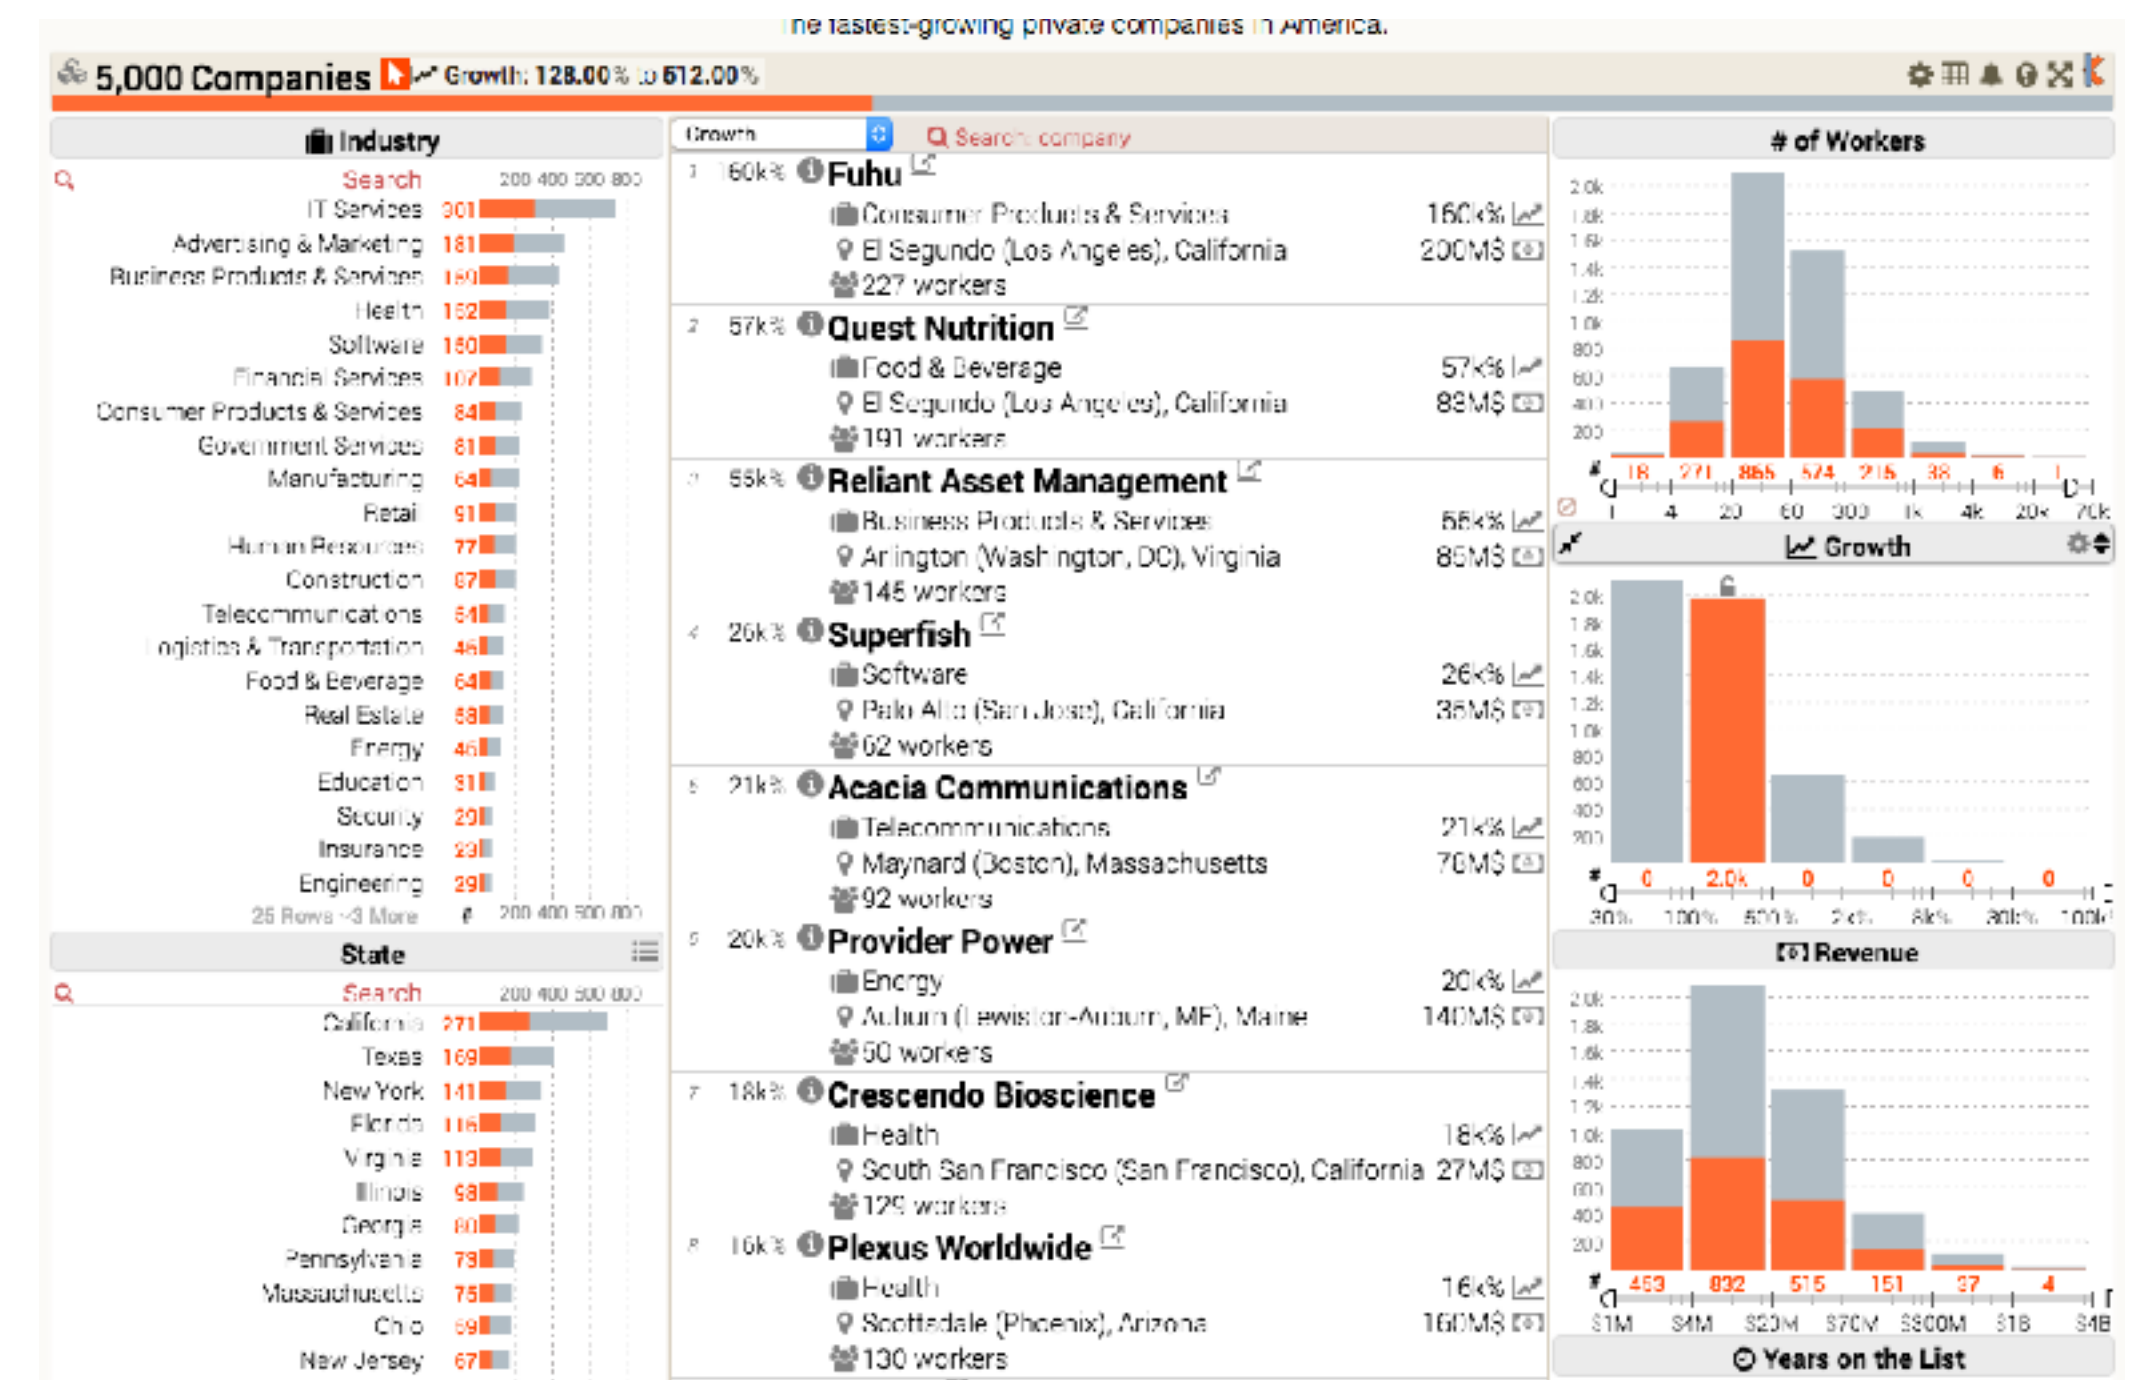 The fastest-growing private companies in America.
5,000 Companies Growth: 128.00% to 512.00%
Industry
Search 200 400 600 800
IT Services 301
Advertising & Marketing 181
Business Products & Services
Health 152
Software 150
Financial Services 107
Consumer Products & Services 84
Government Services 81
Manufacturing 64
Retail 91
Human Resources 77
Construction 87
Telecommunications 54
Logistics & Transportation 46
Food & Beverage 64
Real Estate 58
Energy 46
Education 31
Security 29
Insurance 23
Engineering 29
25 Rows 3 More # 200 400 600 800
State
Search 200 400 600 800
California 271
Texas 169
New York 141
Florida 116
Virginia 113
Illinois 98
Georgia 80
Pennsylvania 73
Massachusetts 75
Ohio 69
New Jersey 67
Growth Search: company
1 160k% Fuhu
Consumer Products & Services 160k%
El Segundo (Los Angeles), California 200M$
227 workers
2 57k% Quest Nutrition
Food & Beverage 57k%
El Segundo (Los Angeles), California 83M$
191 workers
3 55k% Reliant Asset Management
Business Products & Services 55k%
Arlington (Washington, DC), Virginia 85M$
145 workers
4 26k% Superfish
Software 26k%
Palo Alto (San Jose), California 35M$
62 workers
5 21k% Acacia Communications
Telecommunications 21k%
Maynard (Boston), Massachusetts
92 workers
6 20k% Provider Power
Energy 20k%
Auburn (Lewiston-Auburn, ME), Maine 140M$
50 workers
7 18k% Crescendo Bioscience
Health 18k%
South San Francisco (San Francisco), California 27M$
129 workers
8 16k% Plexus Worldwide
Health 16k%
Scottsdale (Phoenix), Arizona 160M$
130 workers
# of Workers
2.0k
1.8k
1.6k
1.4k
1.2k
1.0k
800
600
400
200
# 18 271 865 574 215 38 6 1
1 4 20 60 300 1k 4k 20k 70k
Growth
2.0k
1.8k
1.6k
1.4k
1.2k
1.0k
800
600
400
200
# 0 2.0k 0 0 0 0
30% 100% 500% 2k% 8k% 30k% 100k
Revenue
2.0k
1.8k
1.6k
1.4k
1.2k
1.0k
800
600
400
200
# 453 832 515 151 37 4
$1M $4M $20M $70M $300M $1B $4B
Years on the List